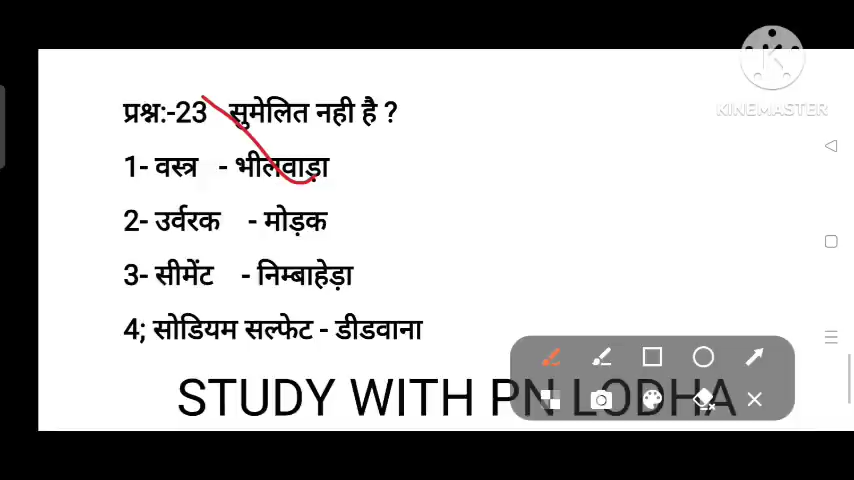 KINEMASTER
प्रश्न:-23 सुमेलित नही है ?
1- वस्त्र - भीलवाड़ा
2- उर्वरक - मोड़क
3- सीमेंट - निम्बाहेड़ा
4; सोडियम सल्फेट - डीडवाना
STUDY WITH PN LODHA